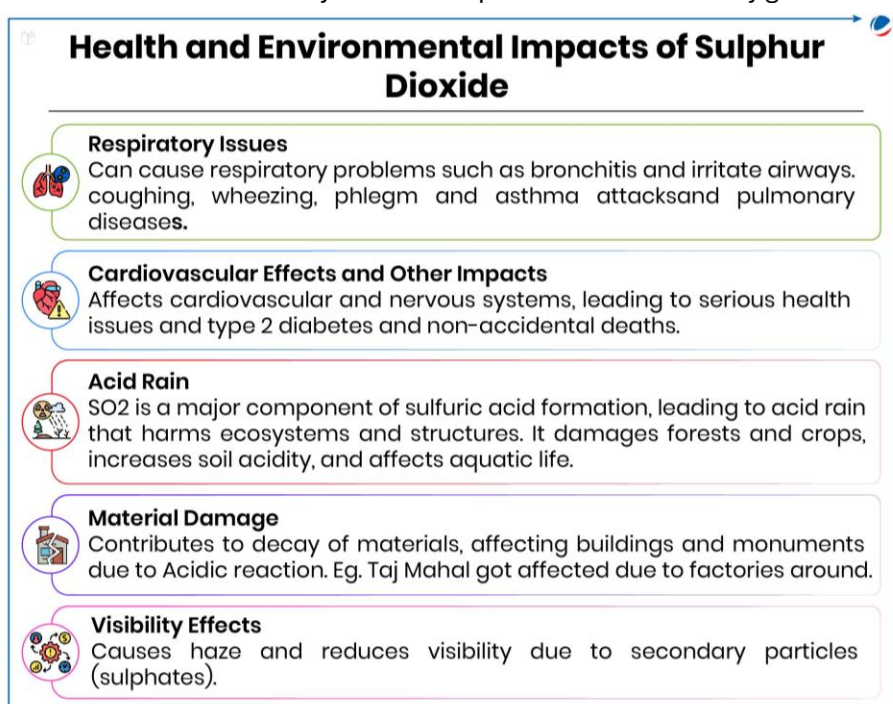 Health and Environmental Impacts of Sulphur
Dioxide
Respiratory Issues
Can cause respiratory problems such as bronchitis and irritate airways.
coughing, wheezing, phlegm and asthma attacksand pulmonary
diseases.
Cardiovascular Effects and Other Impacts
Affects cardiovascular and nervous systems, leading to serious health
issues and type 2 diabetes and non-accidental deaths.
Acid Rain
SO2 is a major component of sulfuric acid formation, leading to acid rain
that harms ecosystems and structures. It damages forests and crops,
increases soil acidity, and affects aquatic life.
Material Damage
Contributes to decay of materials, affecting buildings and monuments
due to Acidic reaction. Eg. Taj Mahal got affected due to factories around.
Visibility Effects
Causes haze and reduces visibility due to secondary particles
(sulphates).